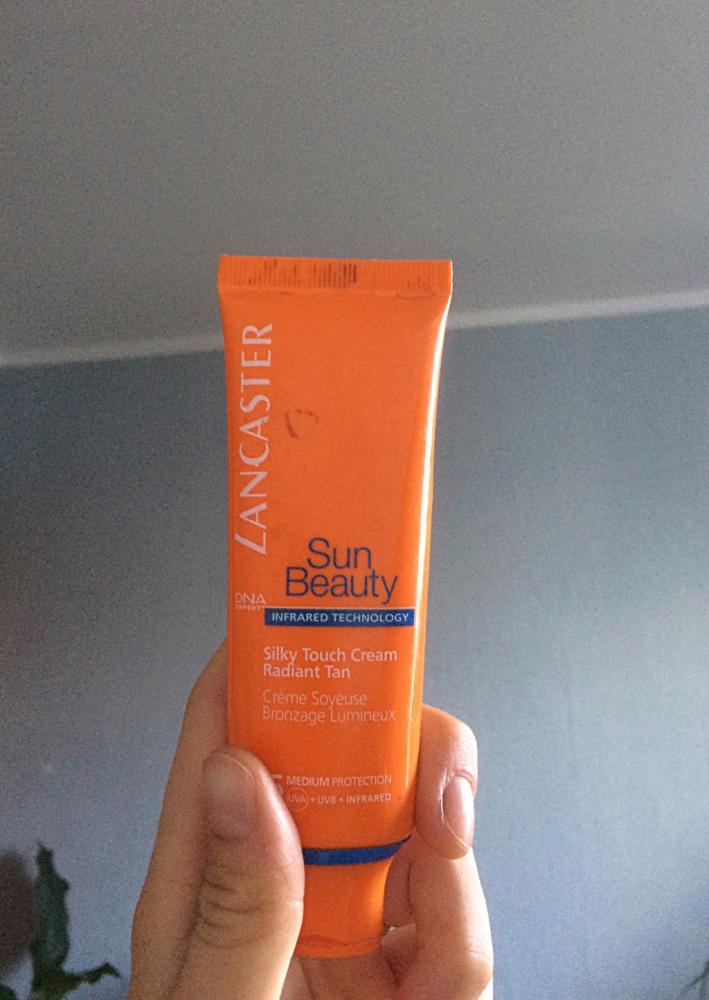 LANCASTER
Sun
Beauty
DNA
EXPERT
INFRARED TECHNOLOGY
Silky Touch Cream
Radiant Tan
Crème Soyeuse
Bronzage Lumineux
5 MEDIUM PROTECTION
UVA + UVB + INFRARED